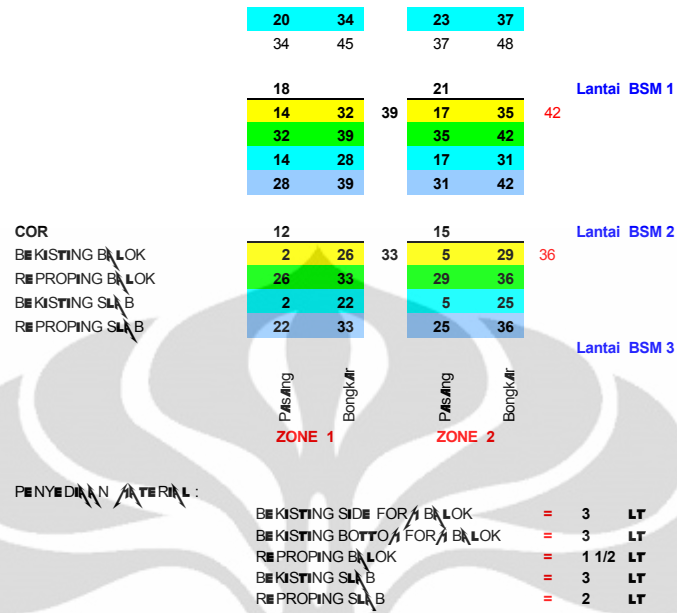 20 34 23 37
34 45 37 48
18 21 Lantai BSM 1
14 32 39 17 35 42
32 39 35 42
14 28 17 31
28 39 31 42
COR 12 15 Lantai BSM 2
BEKISTING BALOK 2 26 33 5 29 36
REPROPING BALOK 26 33 29 36
BEKISTING SLAB 2 22 5 25
REPROPING SLAB 22 33 25 36
Lantai BSM 3
Pasang Bongkar Pasang Bongkar
ZONE 1 ZONE 2
PENYEDIAAN MATERIAL :
BEKISTING SIDE FORM BALOK = 3 LT
BEKISTING BOTTOM FORM BALOK = 3 LT
REPROPING BALOK = 1 1/2 LT
BEKISTING SLAB = 3 LT
REPROPING SLAB = 2 LT